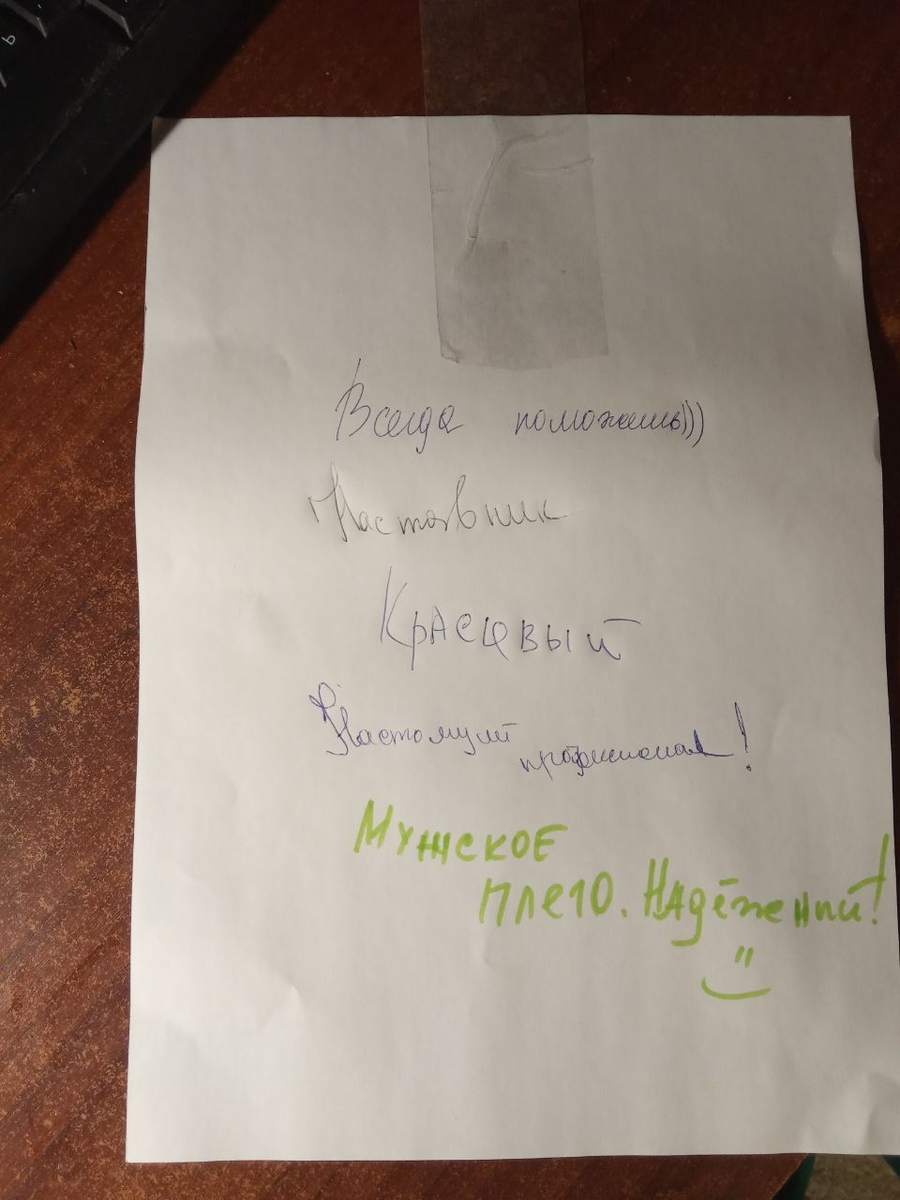 Всегда поможешь)))
Наставник
Красивый
Настоящий
профессионал!
Мужское
плечо. Надёжный!
ь